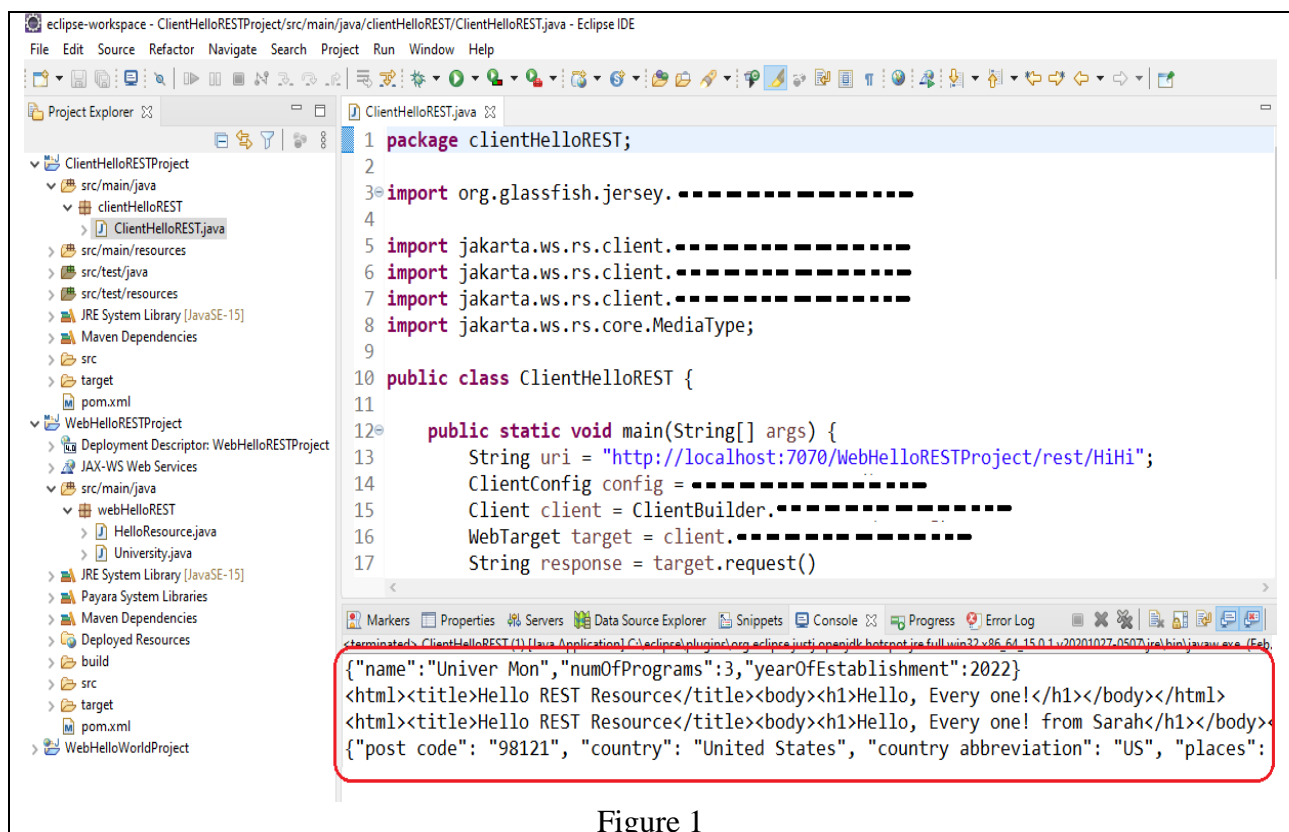 eclipse-workspace - ClientHelloRESTProject/src/main/java/clientHelloREST/ClientHelloREST.java - Eclipse IDE
File Edit Source Refactor Navigate Search Project Run Window Help
Project Explorer
ClientHelloRESTProject
src/main/java
clientHelloREST
ClientHelloREST.java
src/main/resources
src/test/java
src/test/resources
JRE System Library [JavaSE-15]
Maven Dependencies
src
target
pom.xml
WebHelloRESTProject
Deployment Descriptor: WebHelloRESTProject
JAX-WS Web Services
src/main/java
webHelloREST
HelloResource.java
University.java
JRE System Library [JavaSE-15]
Payara System Libraries
Maven Dependencies
Deployed Resources
build
src
target
pom.xml
WebHelloWorldProject
ClientHelloREST.java
1 package clientHelloREST;
2
3 import org.glassfish.jersey.
4
5 import jakarta.ws.rs.client.
6 import jakarta.ws.rs.client.
7 import jakarta.ws.rs.client.
8 import jakarta.ws.rs.core.MediaType;
9
10 public class ClientHelloREST {
11
12 public static void main(String[] args) {
13 String uri = "http://localhost:7070/WebHelloRESTProject/rest/HiHi";
14 ClientConfig config =
15 Client client = ClientBuilder.
16 WebTarget target = client.
17 String response = target.request()
Markers Properties Servers Data Source Explorer Snippets Console Progress Error Log
<terminated> ClientHelloREST (1) [Java Application]
{"name":"Univer Mon","numOfPrograms":3,"yearOfEstablishment":2022}
<html><title>Hello REST Resource</title><body><h1>Hello, Every one!</h1></body></html>
<html><title>Hello REST Resource</title><body><h1>Hello, Every one! from Sarah</h1></body><
{"post code": "98121", "country": "United States", "country abbreviation": "US", "places":
Figure 1